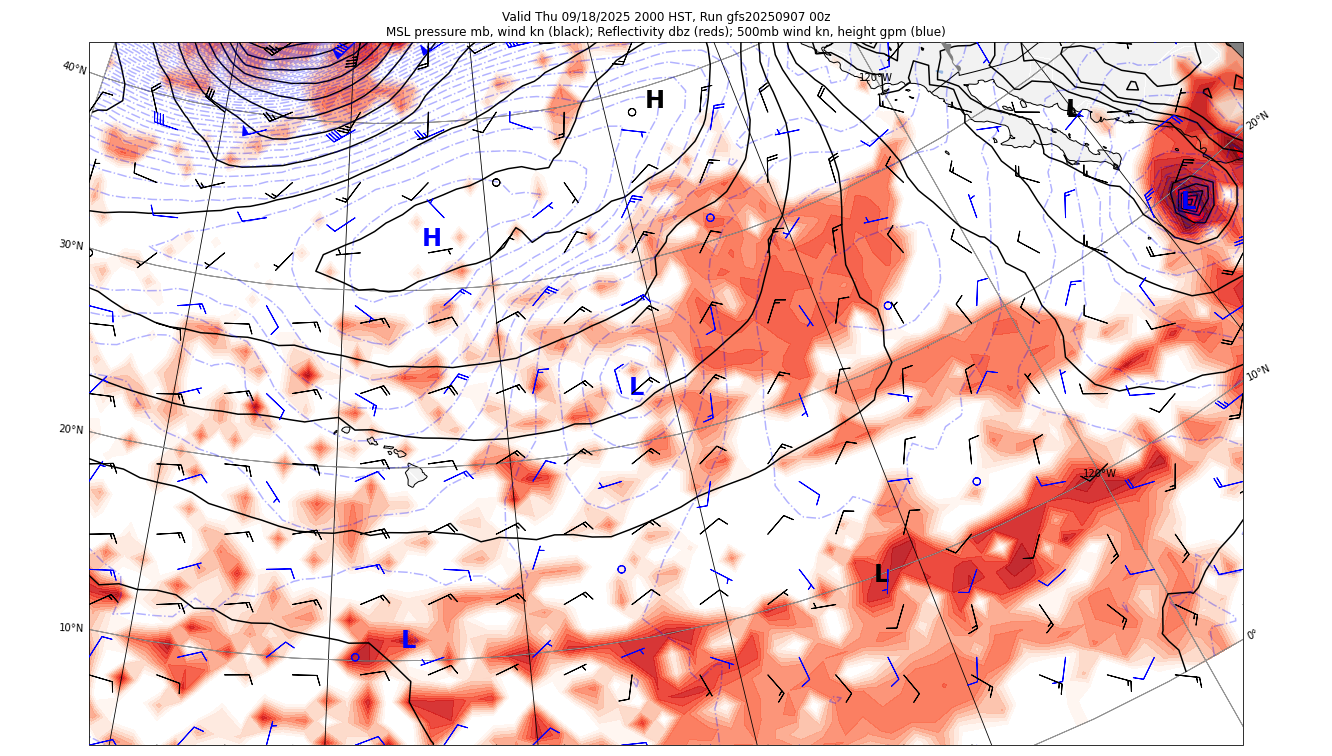 Valid Thu 09/18/2025 2000 HST, Run gfs20250907 00z
MSL pressure mb, wind kn (black); Reflectivity dbz (reds); 500mb wind kn, height gpm (blue)
40°N
120°W
H
L
20°N
L
H
30°N
10°N
L
20°N
120°W
L
10°N
L
0°